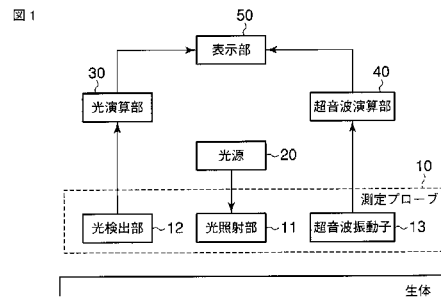 図1
50
表示部
30
光演算部
40
超音波演算部
光源
20
10
測定プローブ
光検出部
12
光照射部
11
超音波振動子
13
生体